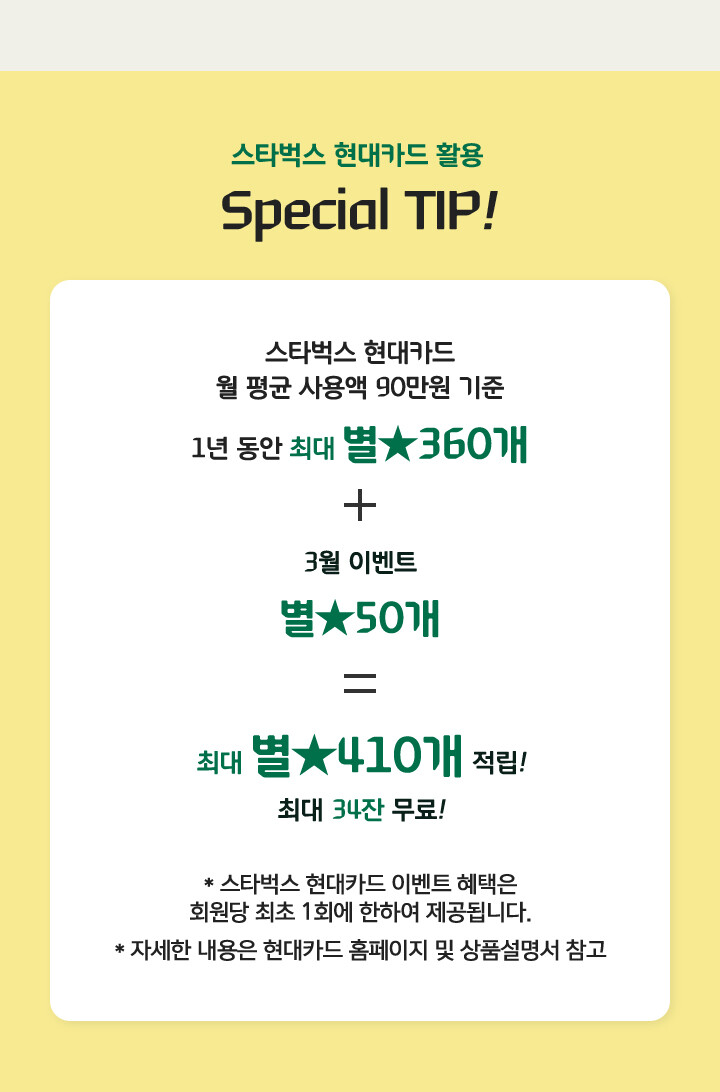 스타벅스 현대카드 활용
Special TIP!
스타벅스 현대카드
월 평균 사용액 90만원 기준
1년 동안 최대 별★360개
+
3월 이벤트
별★50개
=
최대 별★410개 적립!
최대 34잔 무료!
* 스타벅스 현대카드 이벤트 혜택은
회원당 최초 1회에 한하여 제공됩니다.
* 자세한 내용은 현대카드 홈페이지 및 상품설명서 참고